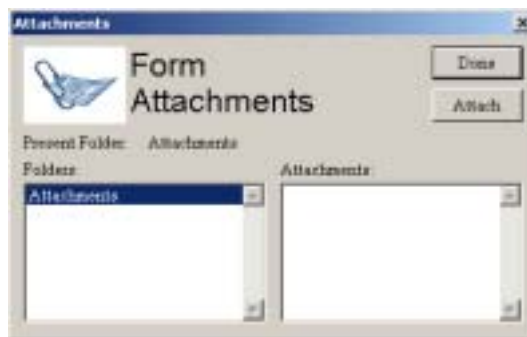 Attachments
Form
Attachments
Done
Attach
Present Folder: Attachments
Folders
Attachments
Attachments